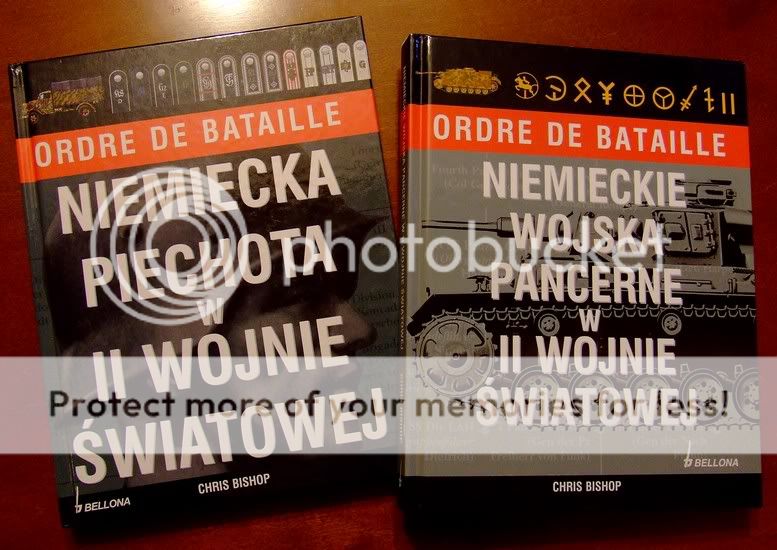 ORDRE DE BATAILLE
NIEMIECKA
PIECHOTA
W
II WOJNIE
ŚWIATOWEJ
CHRIS BISHOP
BELLONA
ORDRE DE BATAILLE
NIEMIECKIE
WOJSKA
PANCERNE
W
II WOJNIE
ŚWIATOWEJ
CHRIS BISHOP
BELLONA
photobucket
Protect more of your memories for less!